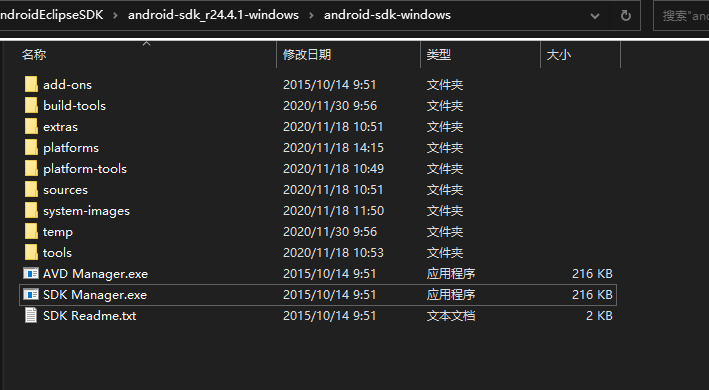 ndroidEclipseSDK > android-sdk_r24.4.1-windows > android-sdk-windows 搜索"an
名称 修改日期 类型 大小
add-ons 2015/10/14 9:51 文件夹
build-tools 2020/11/30 9:56 文件夹
extras 2020/11/18 10:51 文件夹
platforms 2020/11/18 14:15 文件夹
platform-tools 2020/11/18 10:49 文件夹
sources 2020/11/18 10:51 文件夹
system-images 2020/11/18 11:50 文件夹
temp 2020/11/30 9:56 文件夹
tools 2020/11/18 10:53 文件夹
AVD Manager.exe 2015/10/14 9:51 应用程序 216 KB
SDK Manager.exe 2015/10/14 9:51 应用程序 216 KB
SDK Readme.txt 2015/10/14 9:51 文本文档 2 KB